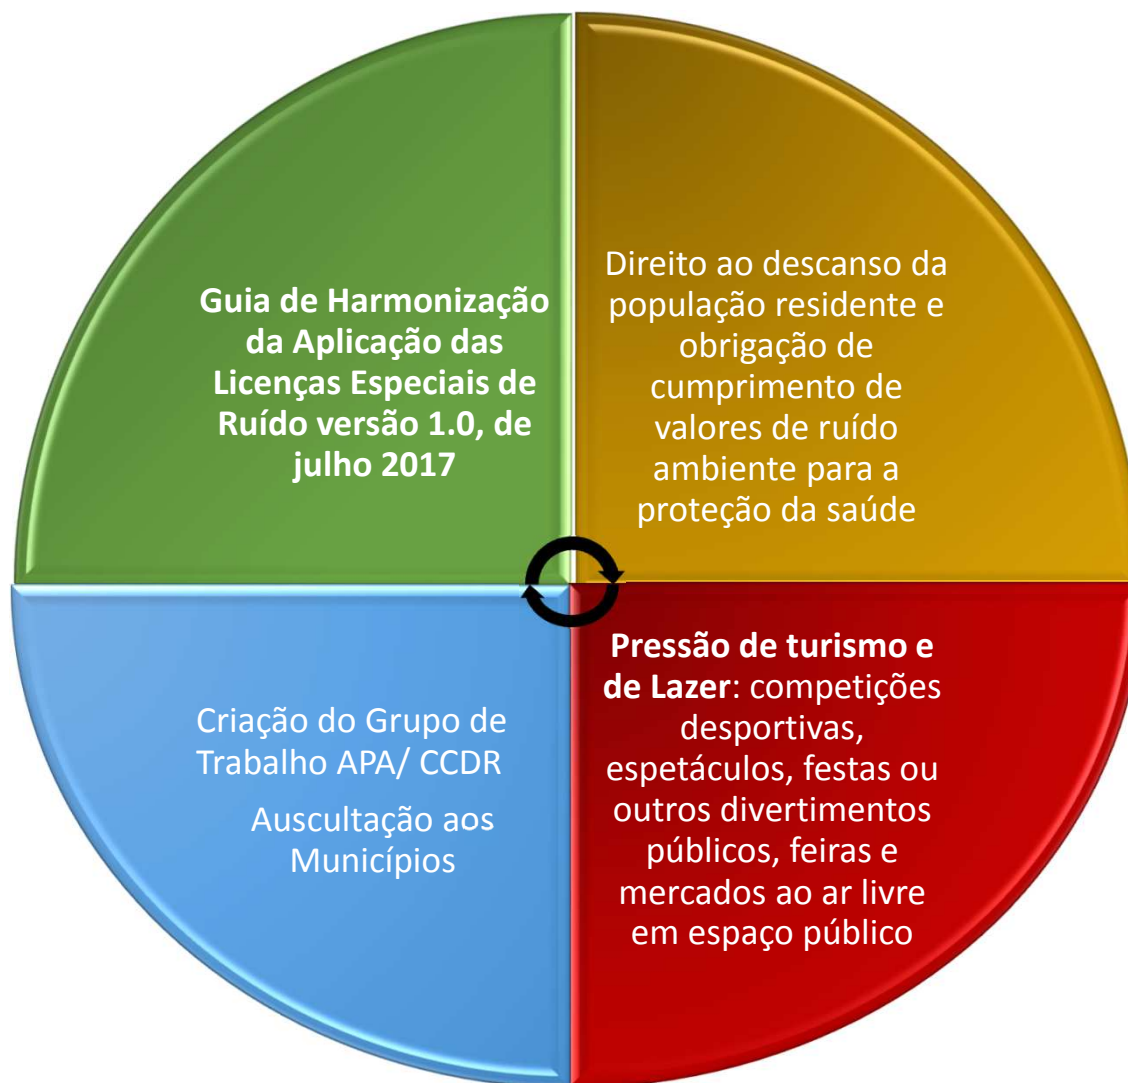 Guia de Harmonização
da Aplicação das
Licenças Especiais de
Ruído versão 1.0, de
julho 2017
Direito ao descanso da
população residente e
obrigação de
cumprimento de
valores de ruído
ambiente para a
proteção da saúde
Criação do Grupo de
Trabalho APA/ CCDR
Auscultação aos
Municípios
Pressão de turismo e
de Lazer: competições
desportivas,
espetáculos, festas ou
outros divertimentos
públicos, feiras e
mercados ao ar livre
em espaço público